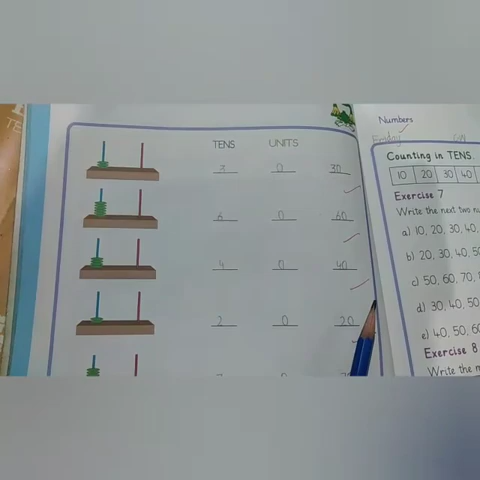 TENS UNITS
3 0 30
6 0 60
4 0 40
2 0 20
Numbers
Friday
Counting in TENS.
10 20 30 40
Exercise 7
Write the next two nu
a) 10, 20, 30, 40,
b) 20, 30, 40, 50
c) 50, 60, 70,
d) 30, 40, 50
e) 40, 50, 60
Exercise 8
Write the m